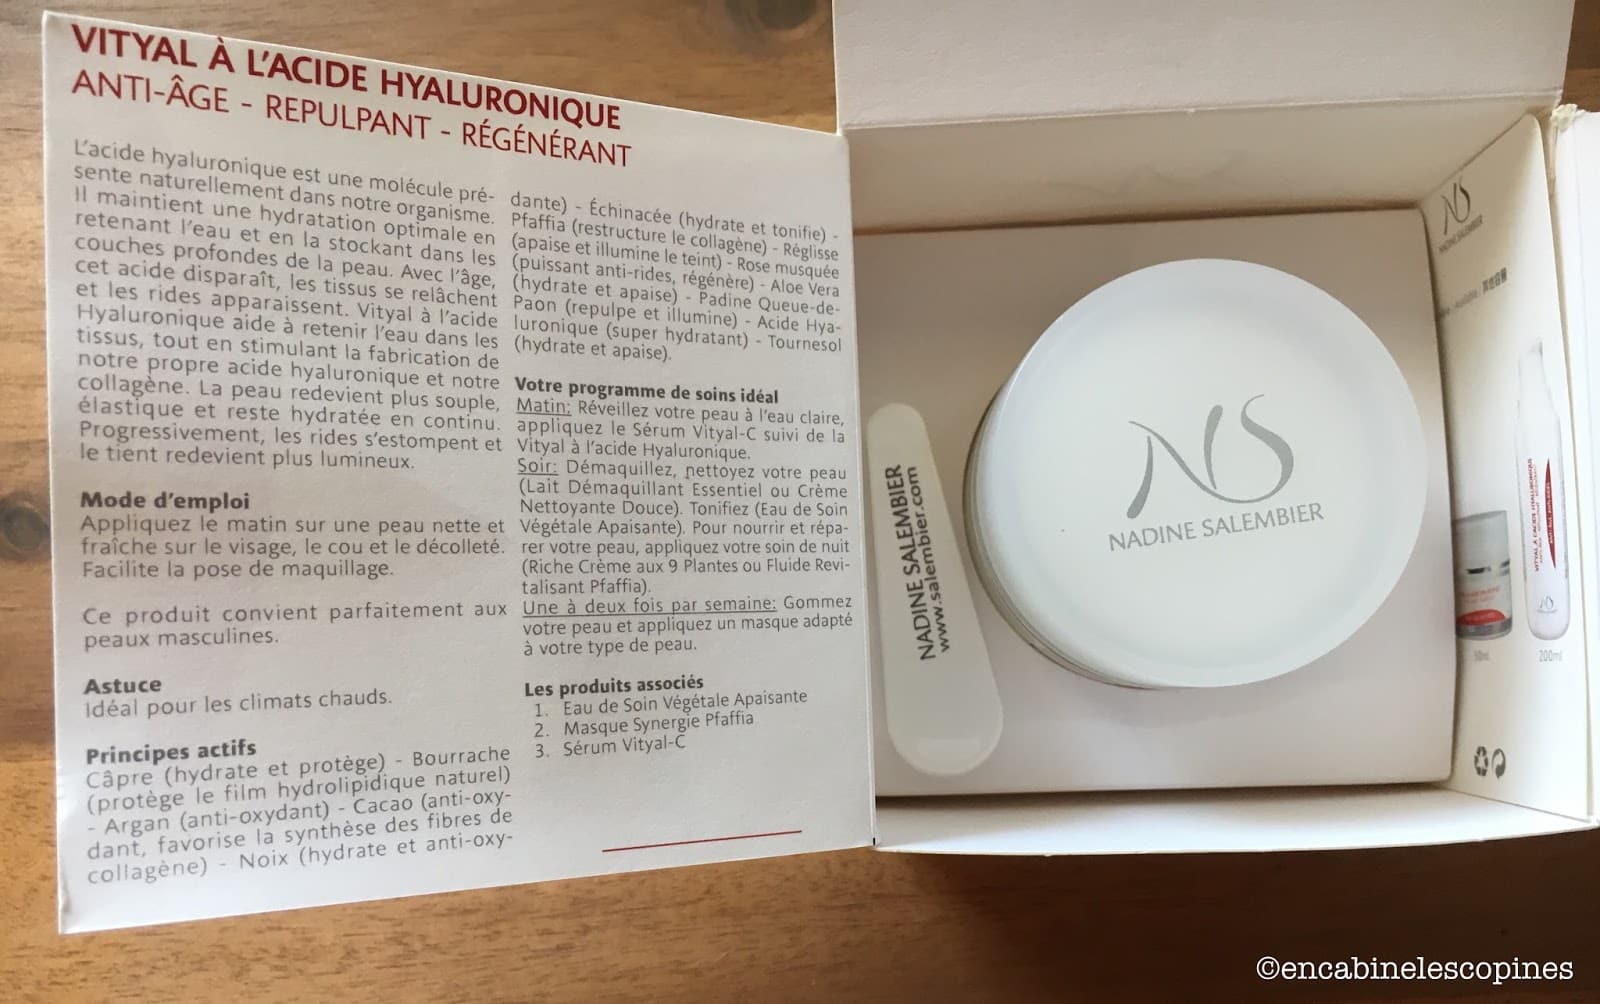 VITYAL À L'ACIDE HYALURONIQUE
ANTI-ÂGE - REPULPANT - RÉGÉNÉRANT
L'acide hyaluronique est une molécule pré-
sente naturellement dans notre organisme.
Il maintient une hydratation optimale en
retenant l'eau et en la stockant dans les
couches profondes de la peau. Avec l'âge,
cet acide disparaît, les tissus se relâchent
et les rides apparaissent. Vityal à l'acide
Hyaluronique aide à retenir l'eau dans les
tissus, tout en stimulant la fabrication de
notre propre acide hyaluronique et notre
collagène. La peau redevient plus souple,
élastique et reste hydratée en continu.
Progressivement, les rides s'estompent et
le tient redevient plus lumineux.
Mode d'emploi
Appliquez le matin sur une peau nette et
fraîche sur le visage, le cou et le décolleté.
Facilite la pose de maquillage.
Ce produit convient parfaitement aux
peaux masculines.
Astuce
Idéal pour les climats chauds.
Principes actifs
Câpre (hydrate et protège) - Bourrache
(protège le film hydrolipidique naturel)
- Argan (anti-oxydant) - Cacao (anti-oxy-
dant, favorise la synthèse des fibres de
collagène) - Noix (hydrate et anti-oxy-
dante) - Échinacée (hydrate et tonifie) -
Pfaffia (restructure le collagène) - Réglisse
(apaise et illumine le teint) - Rose musquée
(puissant anti-rides, régénère) - Aloe Vera
(hydrate et apaise) - Padine Queue-de-
Paon (repulpe et illumine) - Acide Hya-
luronique (super hydratant) - Tournesol
(hydrate et apaise).
Votre programme de soins idéal
Matin: Réveillez votre peau à l'eau claire,
appliquez le Sérum Vityal-C suivi de la
Vityal à l'acide Hyaluronique.
Soir: Démaquillez, nettoyez votre peau
(Lait Démaquillant Essentiel ou Crème
Nettoyante Douce). Tonifiez (Eau de Soin
Végétale Apaisante). Pour nourrir et répa-
rer votre peau, appliquez votre soin de nuit
(Riche Crème aux 9 Plantes ou Fluide Revi-
talisant Pfaffia).
Une à deux fois par semaine: Gommez
votre peau et appliquez un masque adapté
à votre type de peau.
Les produits associés
1. Eau de Soin Végétale Apaisante
2. Masque Synergie Pfaffia
3. Sérum Vityal-C
NADINE SALEMBIER
www.salembier.com
NS
NADINE SALEMBIER
NS
NADINE SALEMBIER
VITYAL À L'ACIDE HYALURONIQUE
50ml
200ml
©encabinelescopines